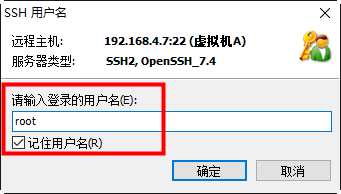 SSH 用户名
远程主机: 192.168.4.7:22 (虚拟机A)
服务器类型: SSH2, OpenSSH_7.4
请输入登录的用户名(E):
root
记住用户名(R)
确定 取消